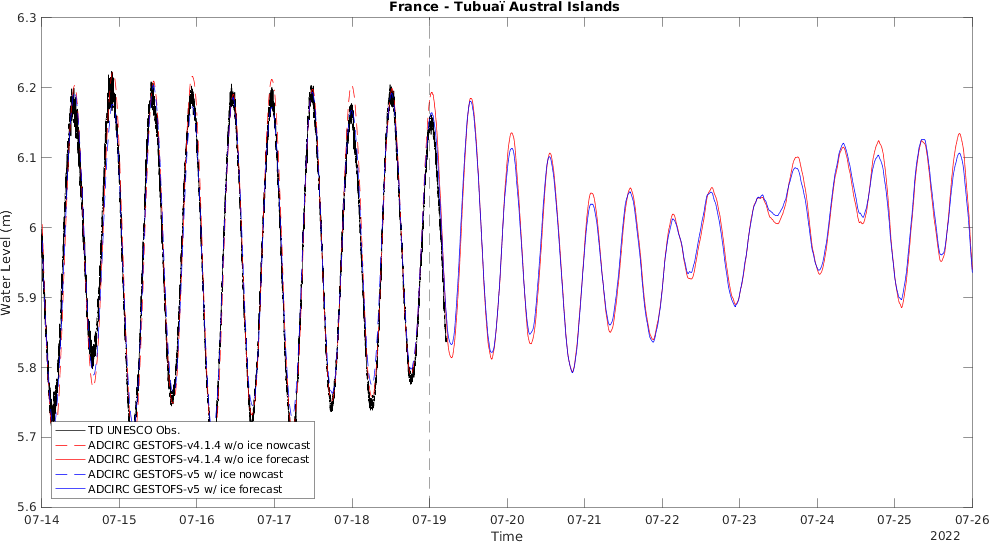 France - Tubuaï Austral Islands
6.3
6.2
6.1
6
5.9
5.8
5.7
5.6
Water Level (m)
TD UNESCO Obs.
ADCIRC GESTOFS-v4.1.4 w/o ice nowcast
ADCIRC GESTOFS-v4.1.4 w/o ice forecast
ADCIRC GESTOFS-v5 w/ ice nowcast
ADCIRC GESTOFS-v5 w/ ice forecast
07-14 07-15 07-16 07-17 07-18 07-19 07-20 07-21 07-22 07-23 07-24 07-25 07-26
Time
2022